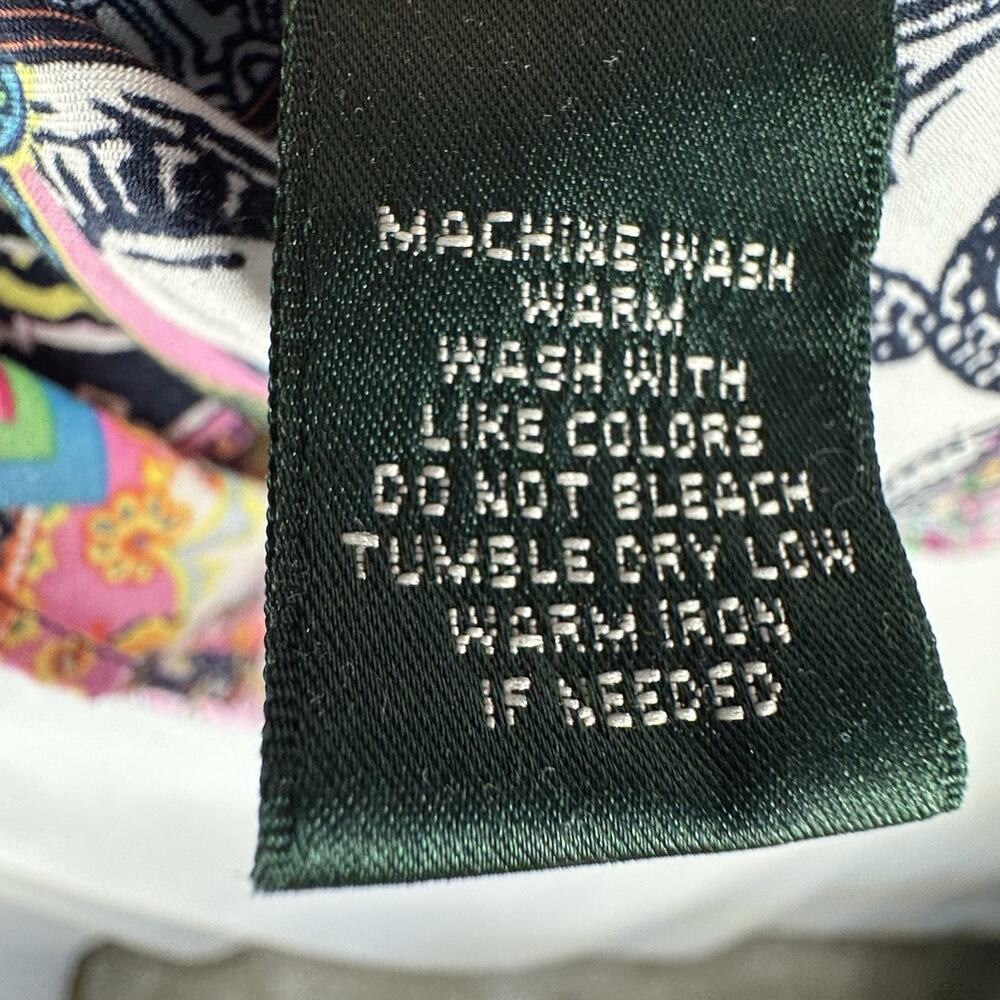 MACHINE WASH
WARM
WASH WITH
LIKE COLORS
DO NOT BLEACH
TUMBLE DRY LOW
WARM IRON
IF NEEDED